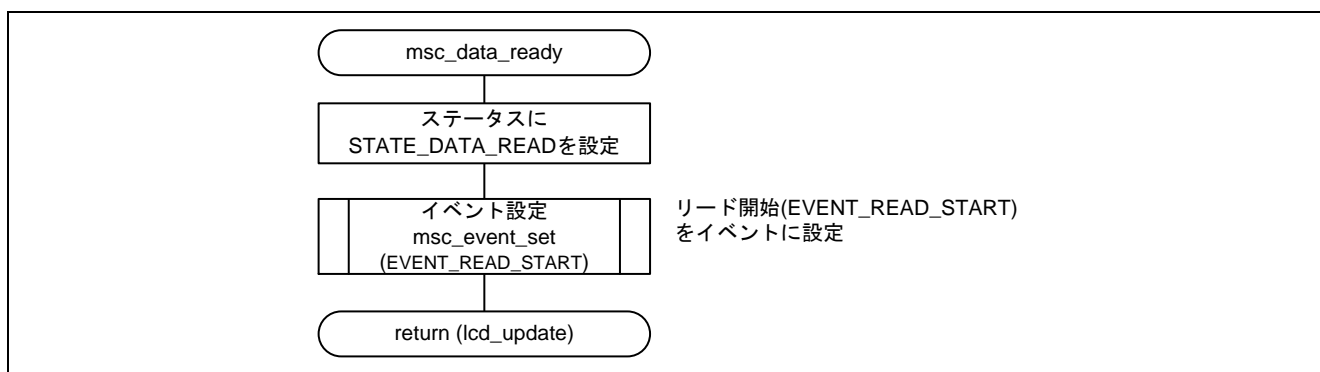 msc_data_ready
ステータスに
STATE_DATA_READを設定
イベント設定
msc_event_set
(EVENT_READ_START)
リード開始(EVENT_READ_START)
をイベントに設定
return (lcd_update)